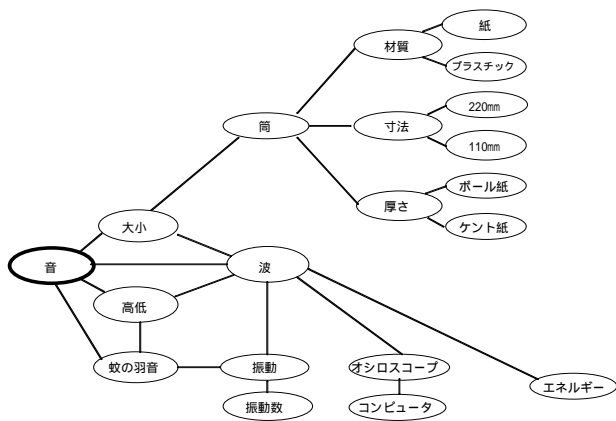 紙
材質
プラスチック
220㎜
筒
寸法
110㎜
ボール紙
厚さ
ケント紙
大小
音
波
高低
蚊の羽音
振動
オシロスコープ
エネルギー
振動数
コンピュータ